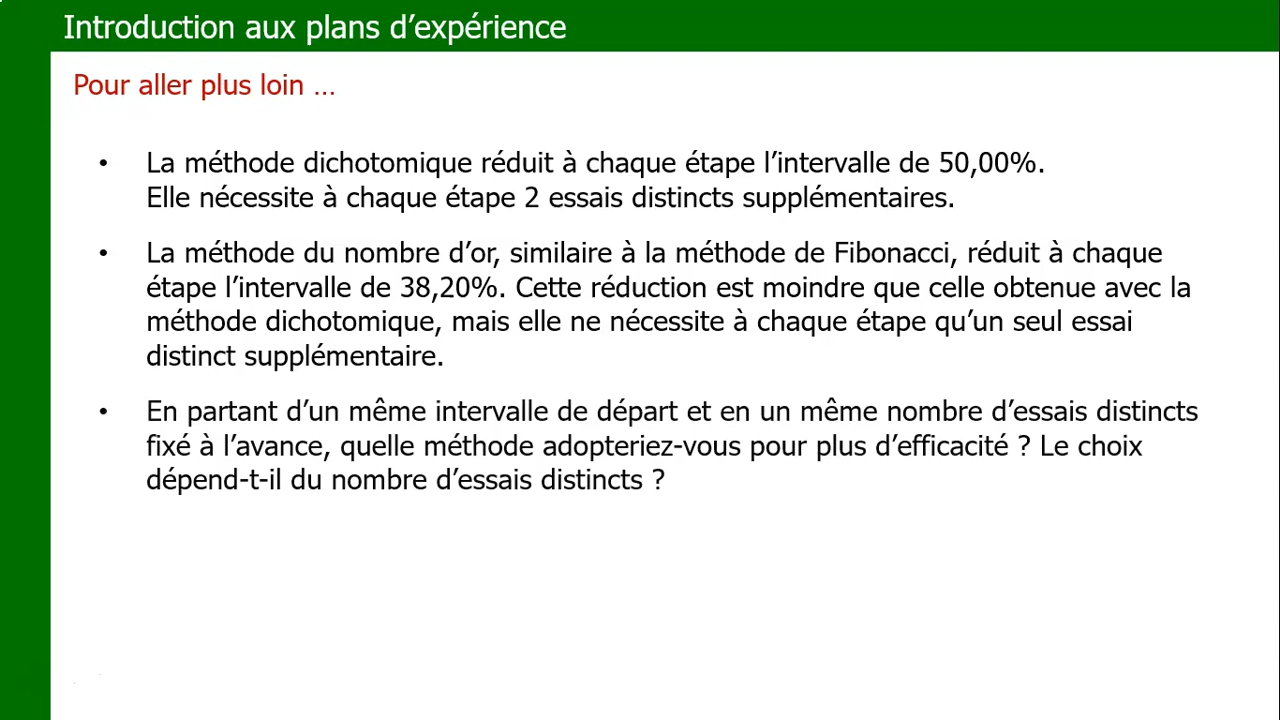 Introduction aux plans d’expérience
Pour aller plus loin ...
• La méthode dichotomique réduit à chaque étape l’intervalle de 50,00%.
Elle nécessite à chaque étape 2 essais distincts supplémentaires.
• La méthode du nombre d’or, similaire à la méthode de Fibonacci, réduit à chaque
étape l’intervalle de 38,20%. Cette réduction est moindre que celle obtenue avec la
méthode dichotomique, mais elle ne nécessite à chaque étape qu’un seul essai
distinct supplémentaire.
• En partant d’un même intervalle de départ et en un même nombre d’essais distincts
fixé à l’avance, quelle méthode adopteriez-vous pour plus d’efficacité ? Le choix
dépend-t-il du nombre d’essais distincts ?